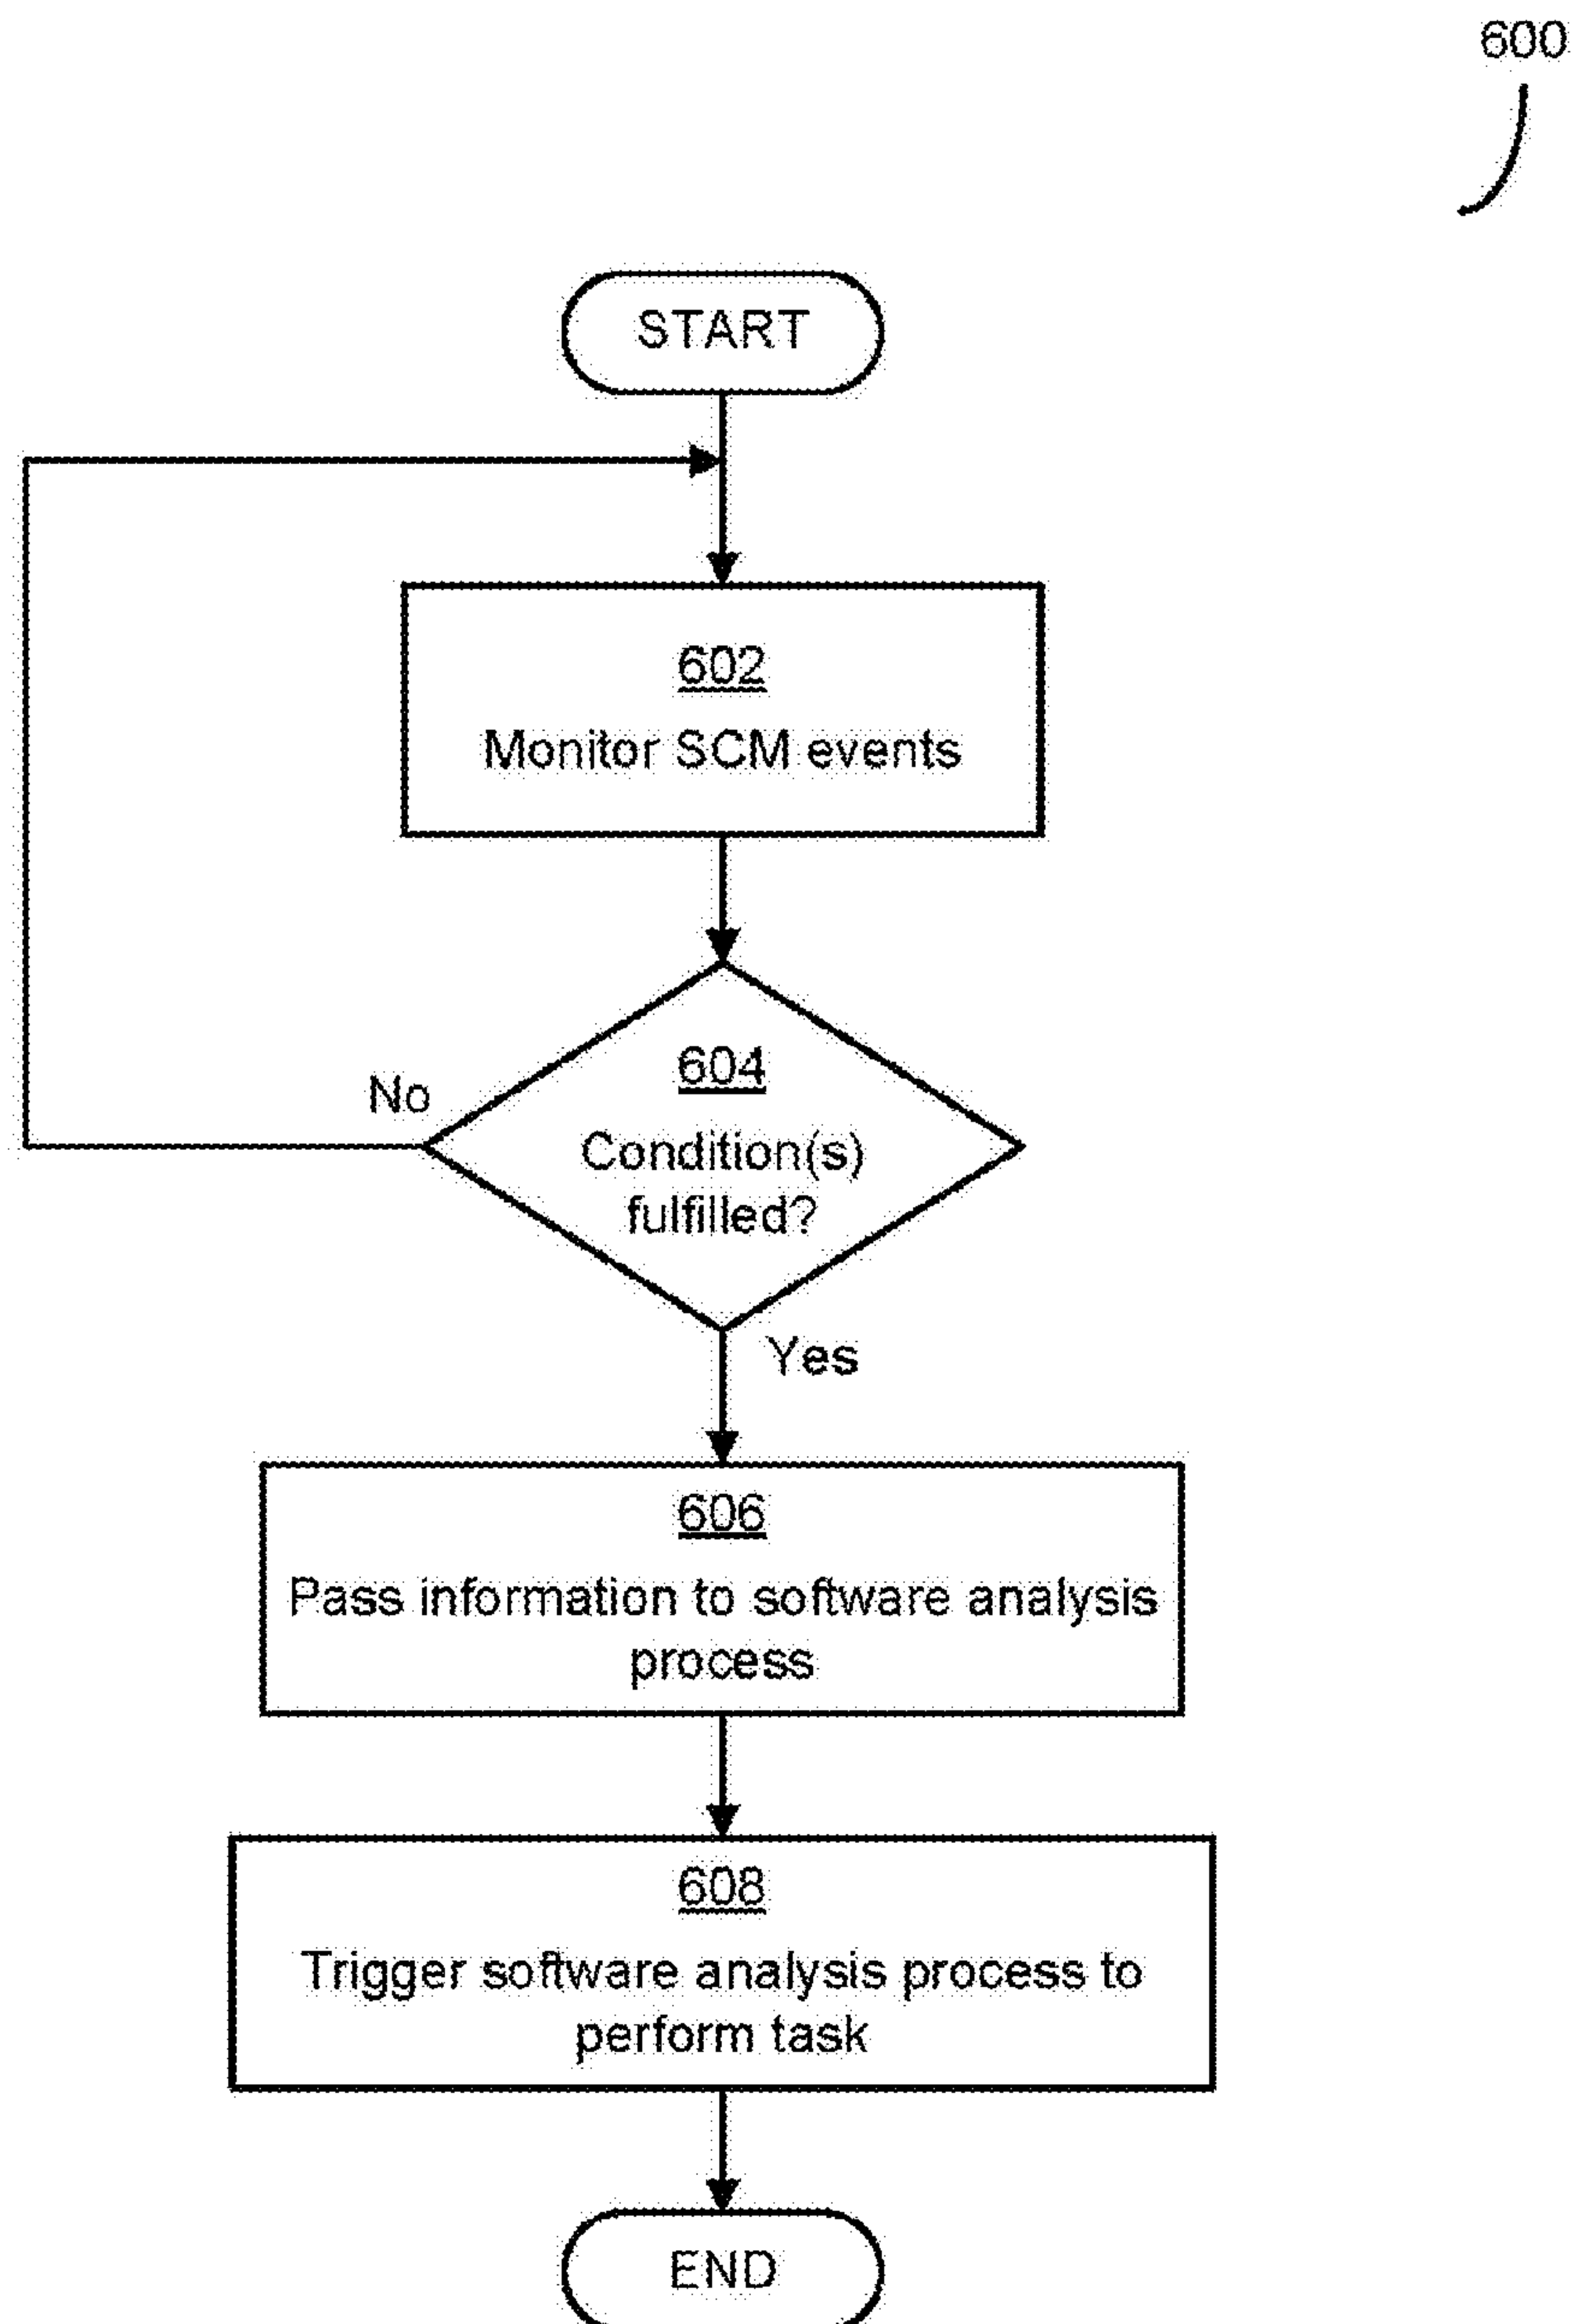 600
START
602
Monitor SCM events
604
Condition(s)
fulfilled?
No
Yes
606
Pass information to software analysis
process
608
Trigger software analysis process to
perform task
END